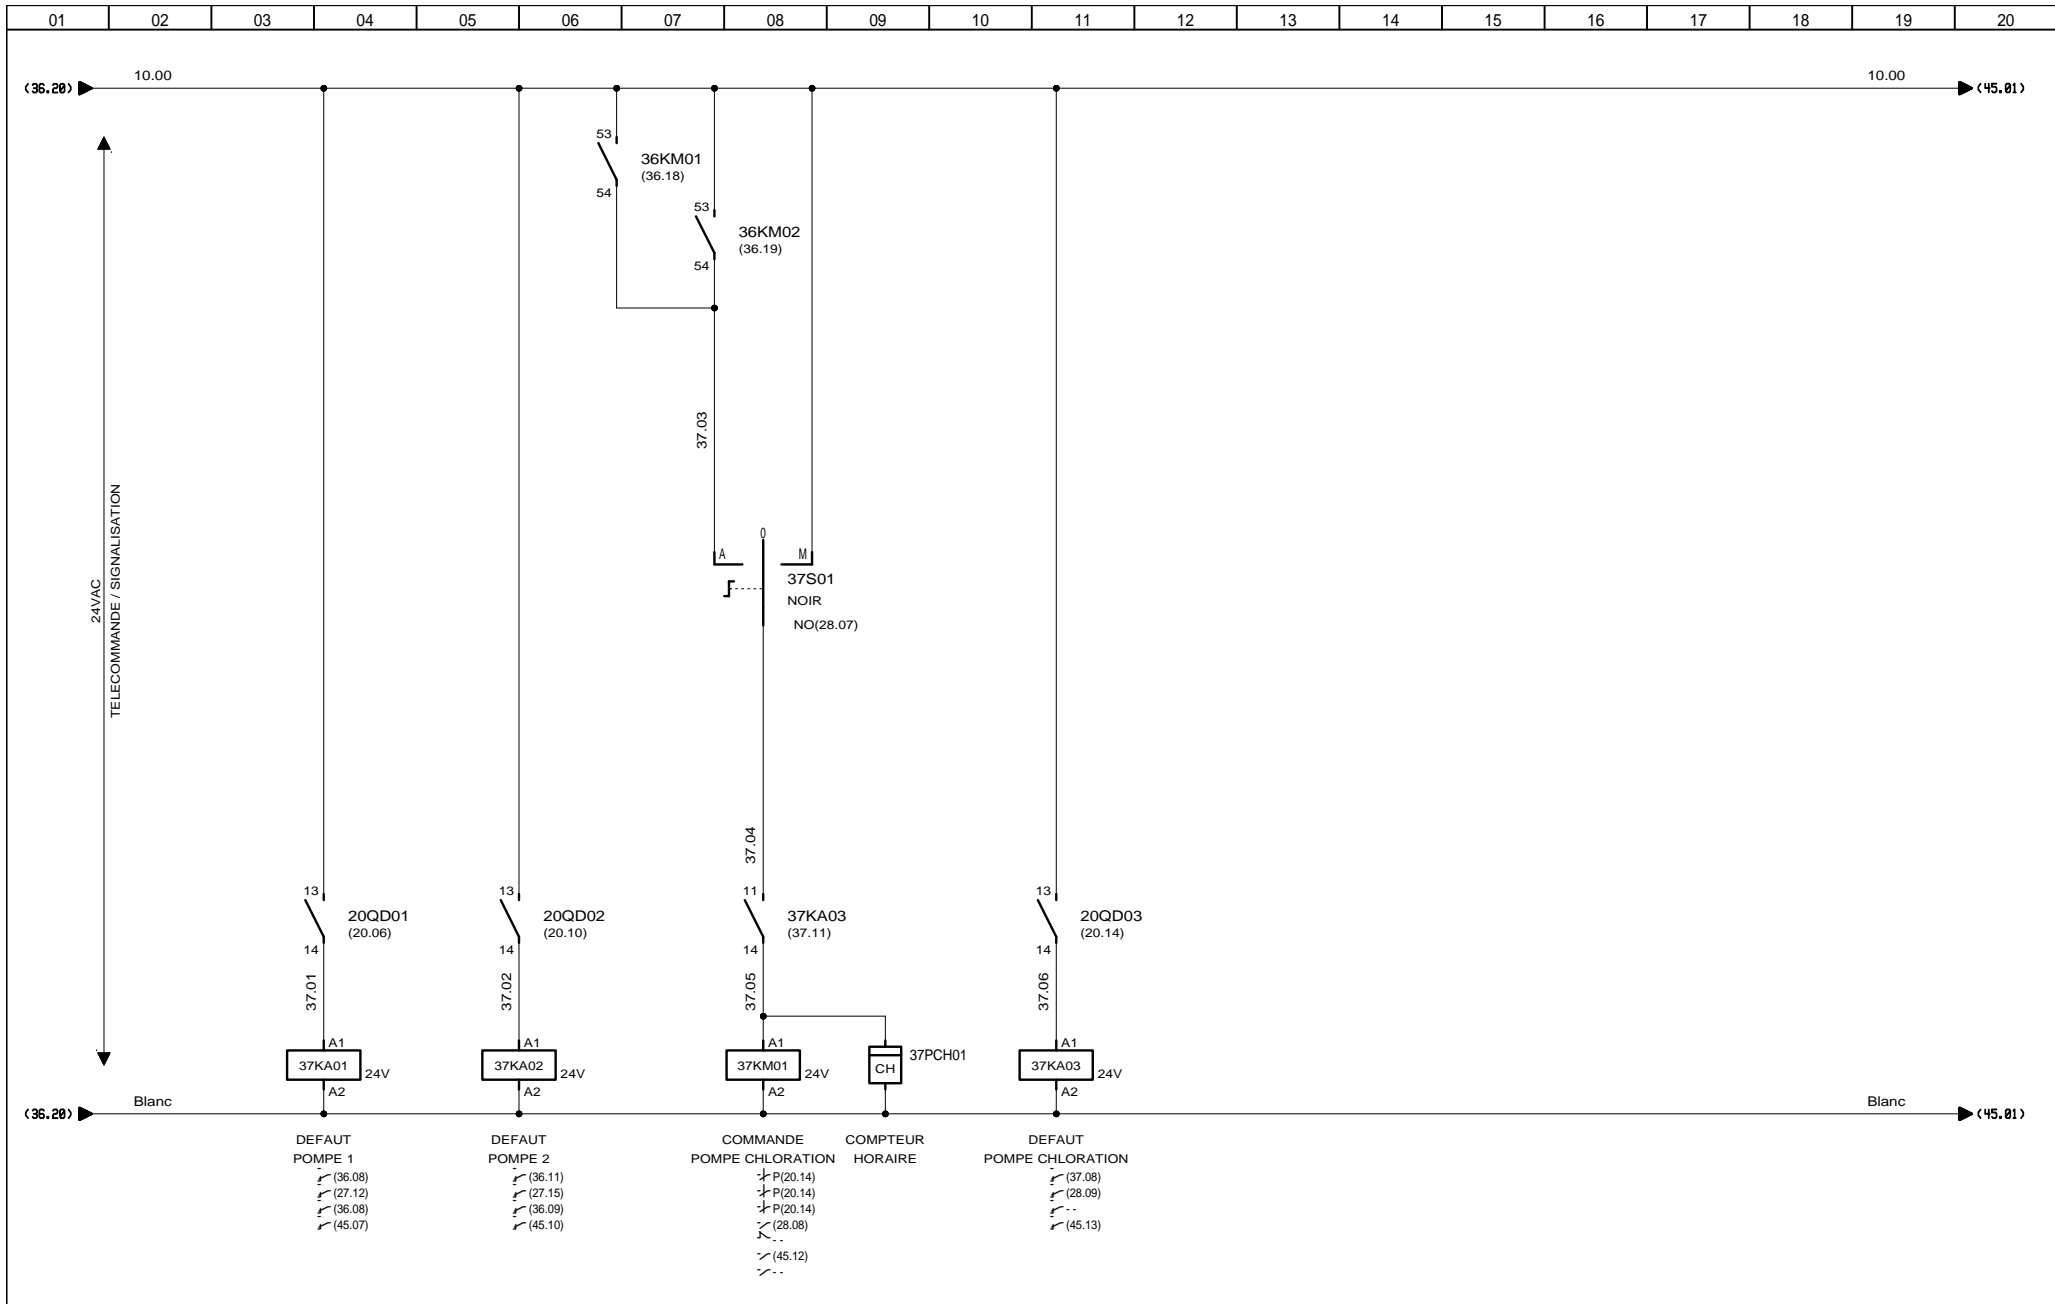 01 02 03 04 05 06 07 08 09 10 11 12 13 14 15 16 17 18 19 20
10.00 10.00
(36.20) (45.01)
53
36KM01
(36.18)
54
53
36KM02
(36.19)
54
37.03
24VAC
TELECOMMANDE / SIGNALISATION
0
A M
37S01
NOIR
NO(28.07)
37.04
13 13 11 13
20QD01 20QD02 37KA03 20QD03
(20.06) (20.10) (37.11) (20.14)
14 14 14 14
37.01 37.02 37.05 37.06
A1 A1 A1 A1
37KA01 24V 37KA02 24V 37KM01 24V CH 37PCH01 37KA03 24V
A2 A2 A2 A2
Blanc Blanc
(36.20) (45.01)
DEFAUT DEFAUT COMMANDE COMPTEUR DEFAUT
POMPE 1 POMPE 2 POMPE CHLORATION HORAIRE POMPE CHLORATION
(36.08) (36.11) P(20.14) (37.08)
(27.12) (27.15) P(20.14) (28.09)
(36.08) (36.09) P(20.14) --
(45.07) (45.10) (28.08) (45.13)
--
(45.12)
--